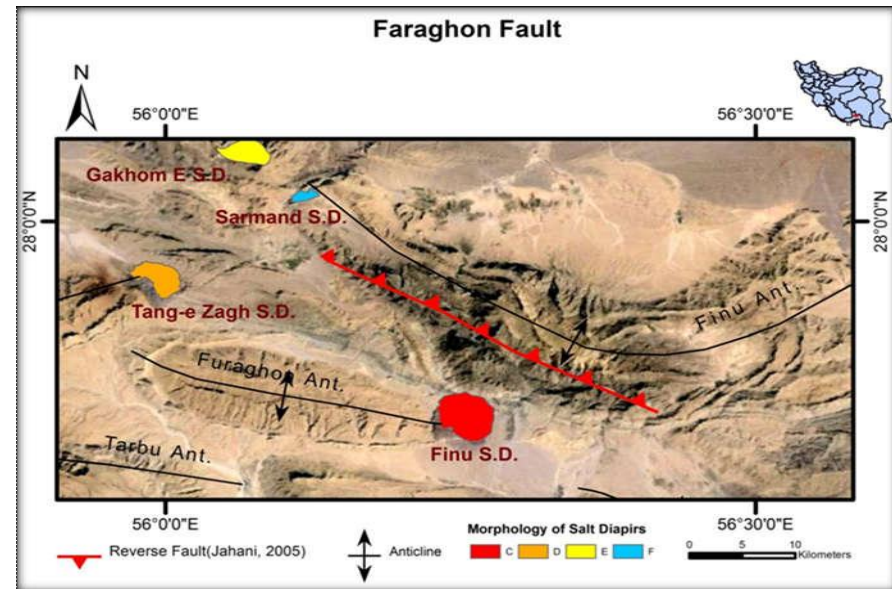 Faraghon Fault
N
56°0'0"E
56°30'0"E
Gakhom E S.D.
Sarmand S.D.
28°0'0"N
28°0'0"N
Tang-e Zagh S.D.
Finu Ant.
Furaghon Ant.
Tarbu Ant.
Finu S.D.
56°0'0"E
56°30'0"E
Reverse Fault(Jahani, 2005)
Anticline
Morphology of Salt Diapirs
C D E F
0 5 10
Kilometers